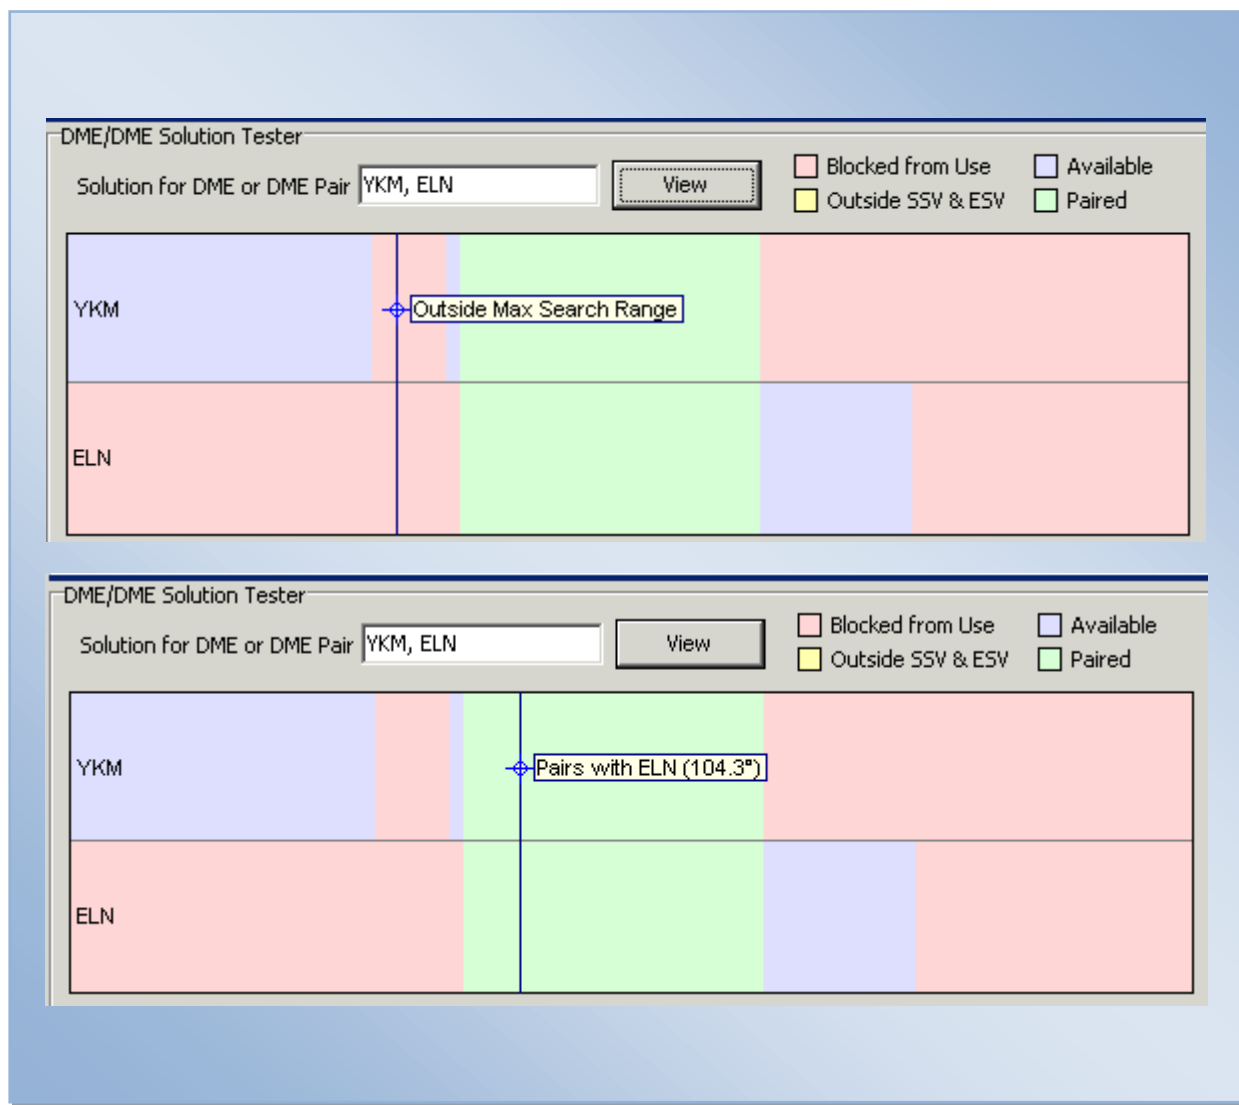 DME/DME Solution Tester
Solution for DME or DME Pair YKM, ELN View
Blocked from Use Available
Outside SSV & ESV Paired
YKM
Outside Max Search Range
ELN
DME/DME Solution Tester
Solution for DME or DME Pair YKM, ELN View
Blocked from Use Available
Outside SSV & ESV Paired
YKM
Pairs with ELN (104.3°)
ELN